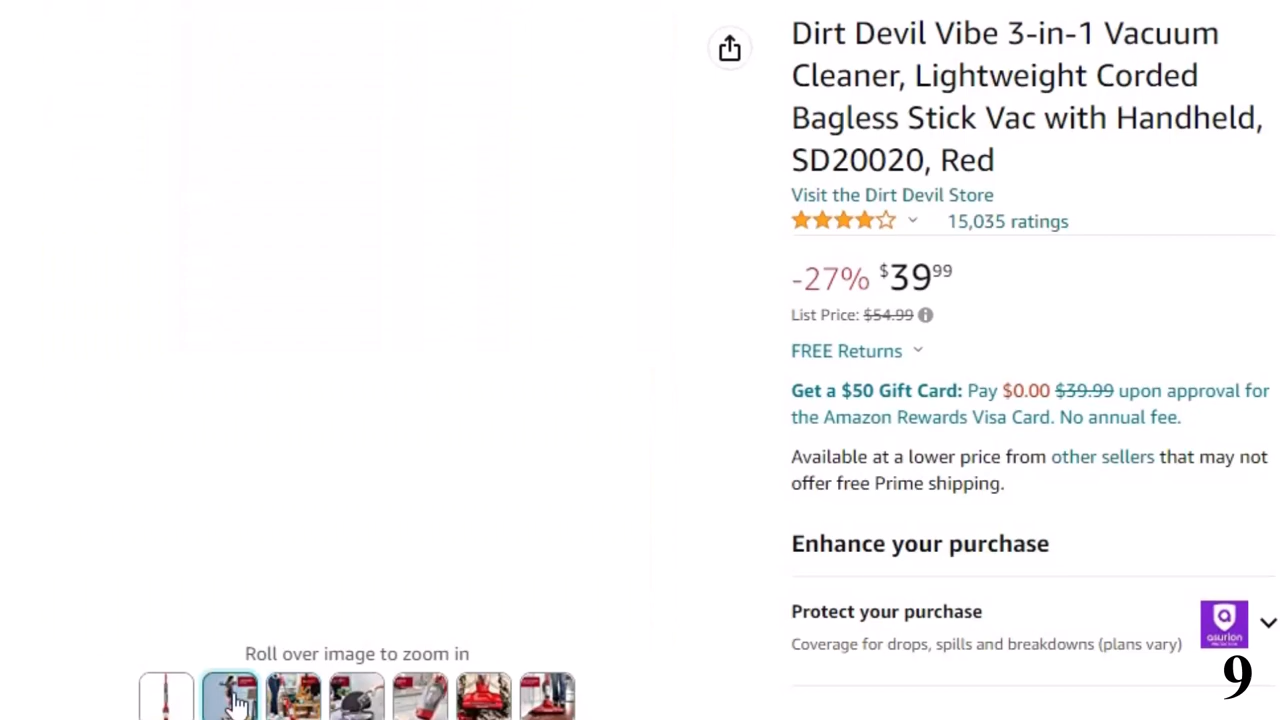 Dirt Devil Vibe 3-in-1 Vacuum
Cleaner, Lightweight Corded
Bagless Stick Vac with Handheld,
SD20020, Red
Visit the Dirt Devil Store
15,035 ratings
-27% $39.99
List Price: $54.99
FREE Returns
Get a $50 Gift Card: Pay $0.00 $39.99 upon approval for
the Amazon Rewards Visa Card. No annual fee.
Available at a lower price from other sellers that may not
offer free Prime shipping.
Enhance your purchase
Protect your purchase
Coverage for drops, spills and breakdowns (plans vary)
asurion
9
Roll over image to zoom in